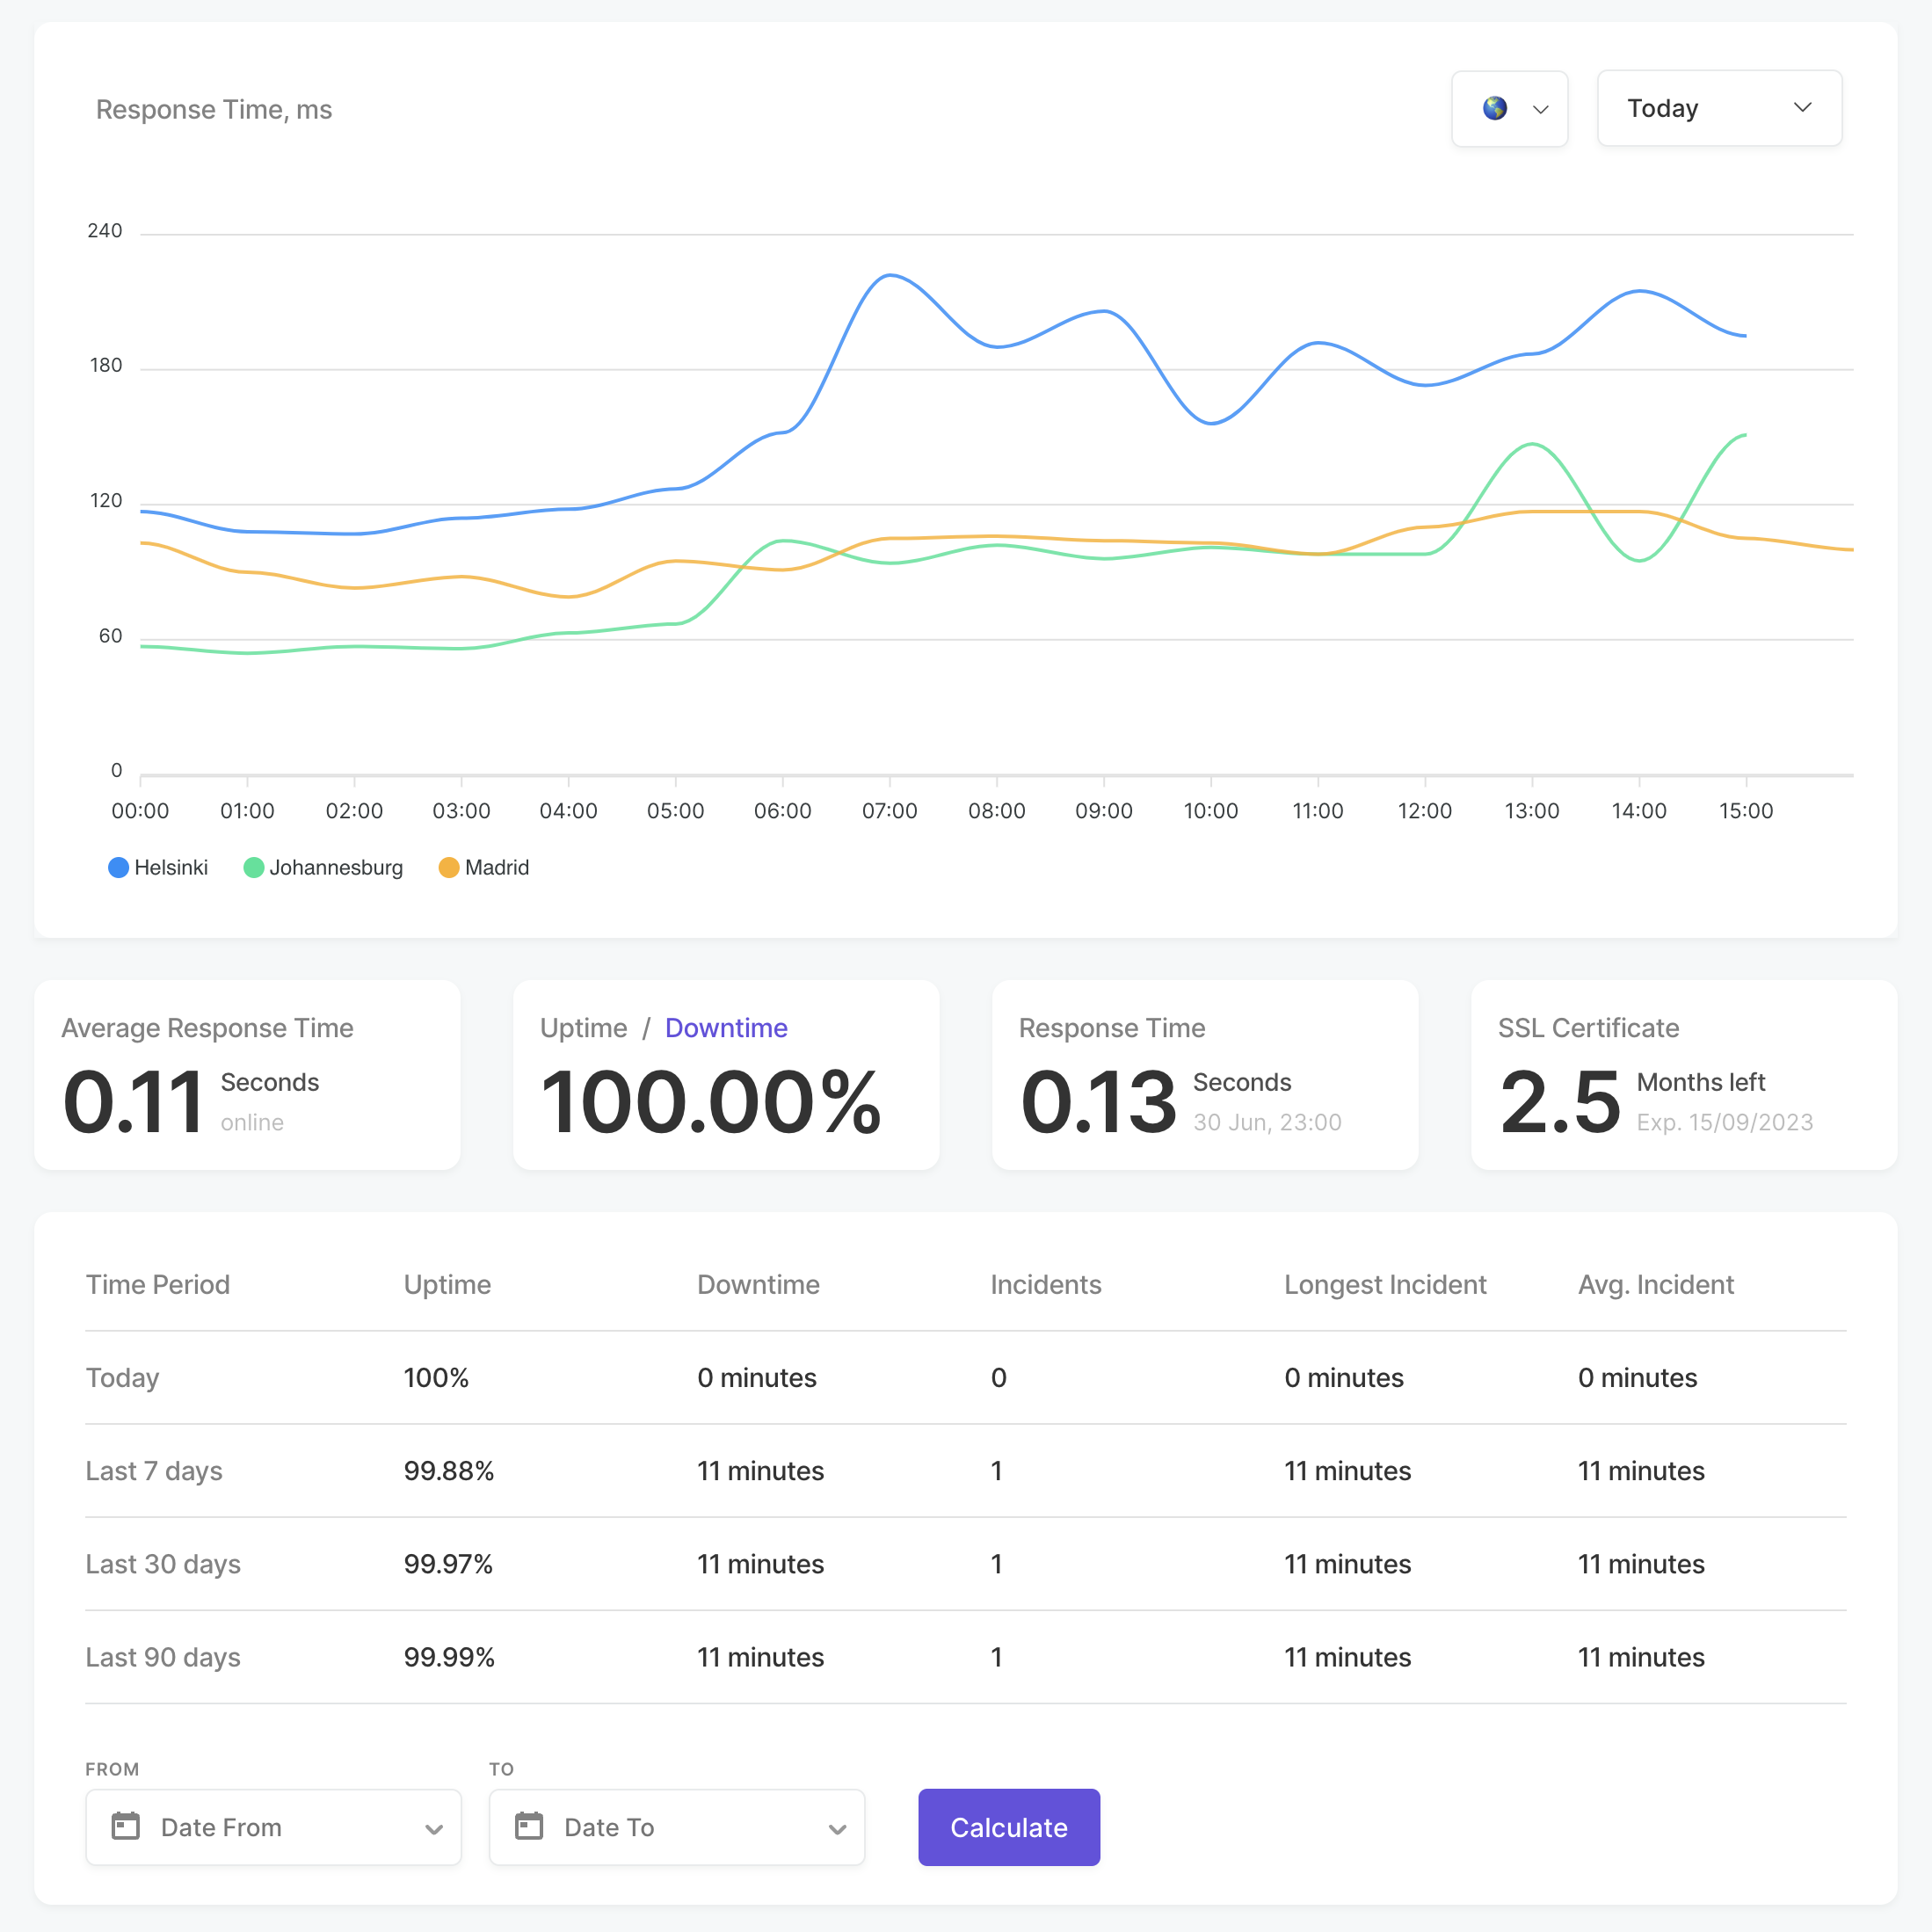 Response Time, ms
Today
240
180
120
60
0
00:00 01:00 02:00 03:00 04:00 05:00 06:00 07:00 08:00 09:00 10:00 11:00 12:00 13:00 14:00 15:00
Helsinki Johannesburg Madrid
Average Response Time
0.11 Seconds
online
Uptime / Downtime
100.00%
Response Time
0.13 Seconds
30 Jun, 23:00
SSL Certificate
2.5 Months left
Exp. 15/09/2023
Time Period Uptime Downtime Incidents Longest Incident Avg. Incident
Today 100% 0 minutes 0 0 minutes 0 minutes
Last 7 days 99.88% 11 minutes 1 11 minutes 11 minutes
Last 30 days 99.97% 11 minutes 1 11 minutes 11 minutes
Last 90 days 99.99% 11 minutes 1 11 minutes 11 minutes
FROM TO
Date From Date To Calculate